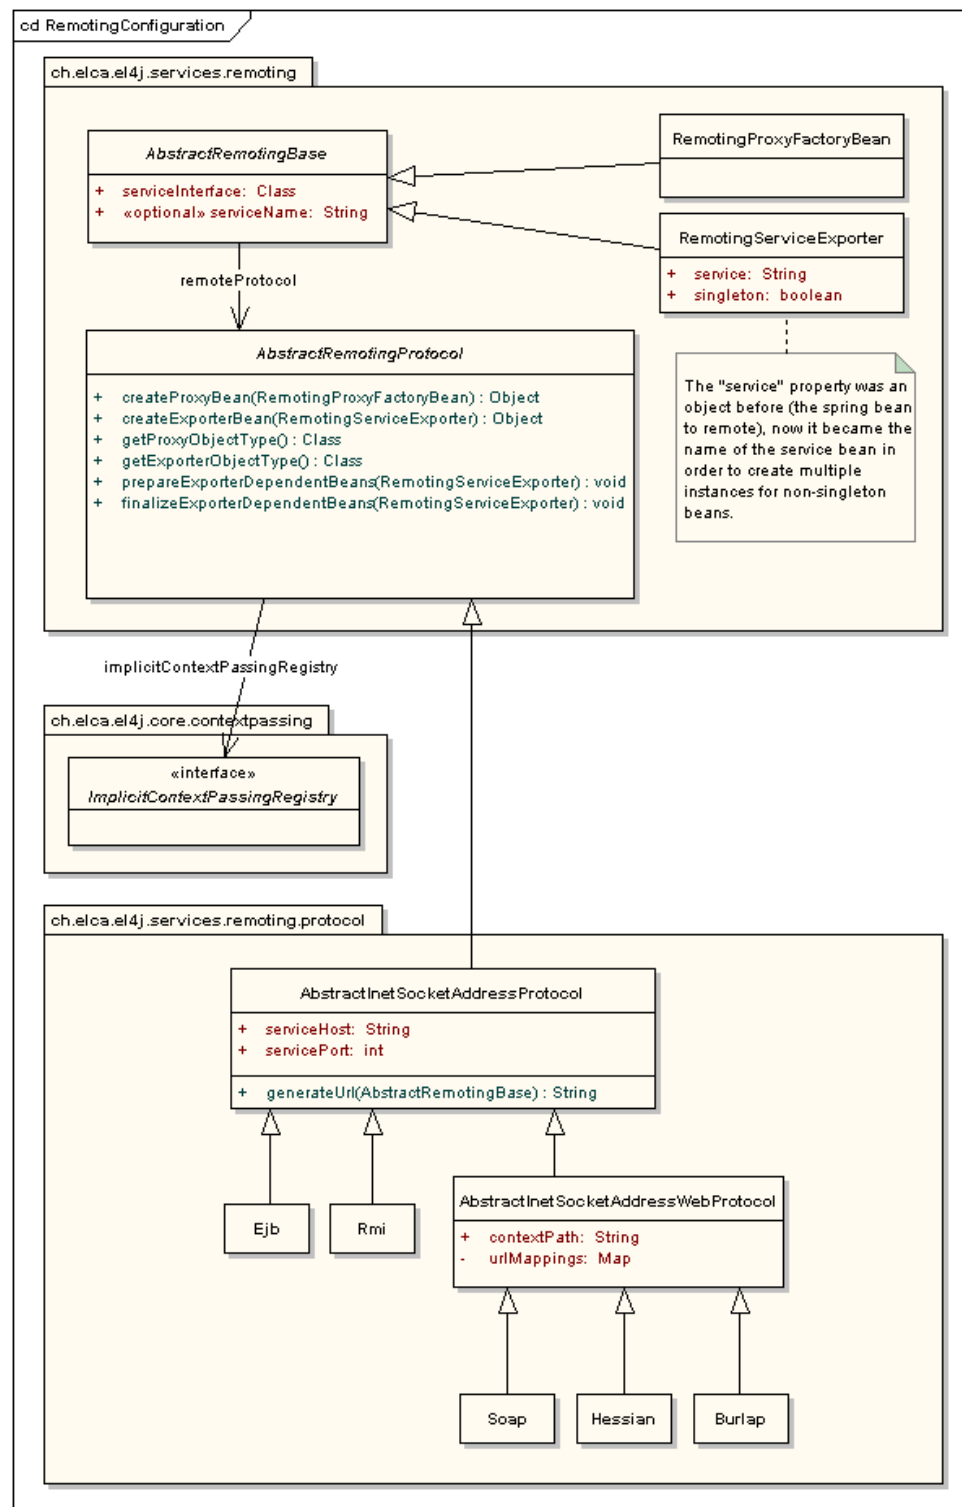 cd RemotingConfiguration
ch.elca.el4j.services.remoting
AbstractRemotingBase
+ serviceInterface: Class
+ «optional» serviceName: String
RemotingProxyFactoryBean
RemotingServiceExporter
+ service: String
+ singleton: boolean
remoteProtocol
AbstractRemotingProtocol
+ createProxyBean(RemotingProxyFactoryBean) : Object
+ createExporterBean(RemotingServiceExporter) : Object
+ getProxyObjectType() : Class
+ getExporterObjectType() : Class
+ prepareExporterDependentBeans(RemotingServiceExporter) : void
+ finalizeExporterDependentBeans(RemotingServiceExporter) : void
The "service" property was an
object before (the spring bean
to remote), now it became the
name of the service bean in
order to create multiple
instances for non-singleton
beans.
implicitContextPassingRegistry
ch.elca.el4j.core.contextpassing
«interface»
ImplicitContextPassingRegistry
ch.elca.el4j.services.remoting.protocol
AbstractInetSocketAddressProtocol
+ serviceHost: String
+ servicePort: int
+ generateUrl(AbstractRemotingBase) : String
Ejb
Rmi
AbstractInetSocketAddressWebProtocol
+ contextPath: String
- urlMappings: Map
Soap
Hessian
Burlap